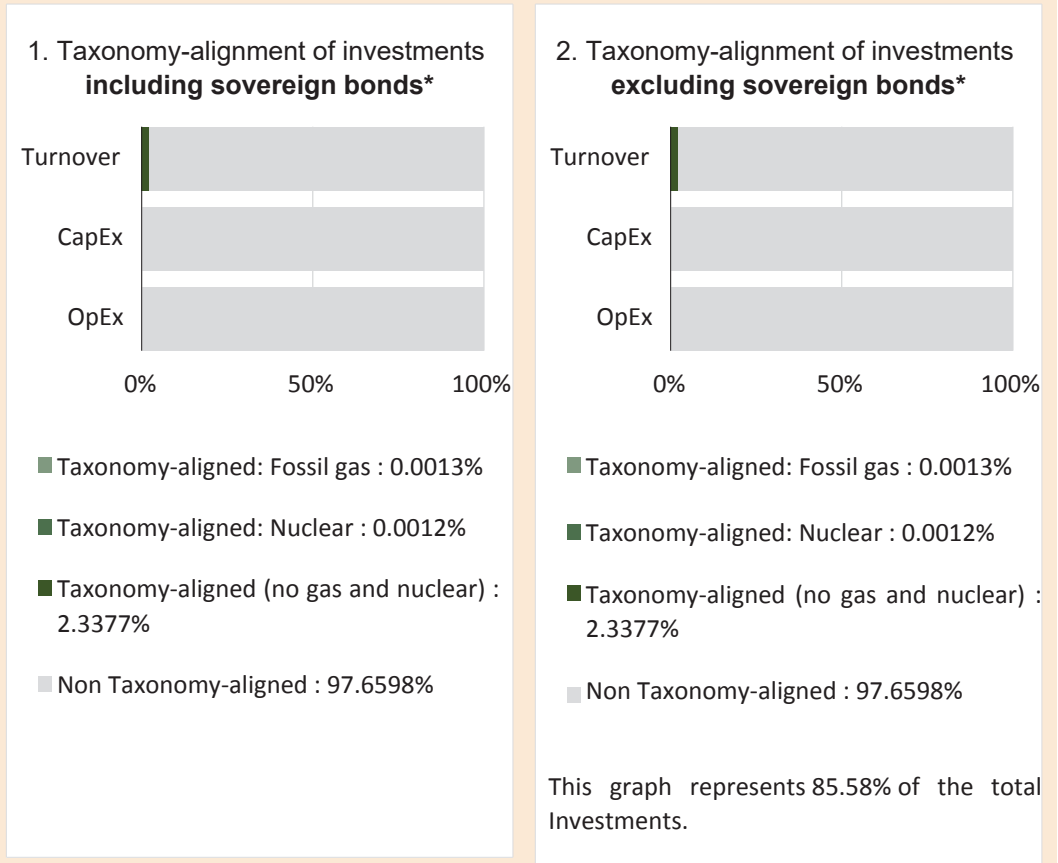 1. Taxonomy-alignment of investments
including sovereign bonds*
Turnover
CapEx
OpEx
0% 50% 100%
Taxonomy-aligned: Fossil gas : 0.0013%
Taxonomy-aligned: Nuclear : 0.0012%
Taxonomy-aligned (no gas and nuclear) :
2.3377%
Non Taxonomy-aligned : 97.6598%
2. Taxonomy-alignment of investments
excluding sovereign bonds*
Turnover
CapEx
OpEx
0% 50% 100%
Taxonomy-aligned: Fossil gas : 0.0013%
Taxonomy-aligned: Nuclear : 0.0012%
Taxonomy-aligned (no gas and nuclear) :
2.3377%
Non Taxonomy-aligned : 97.6598%
This graph represents 85.58% of the total
Investments.